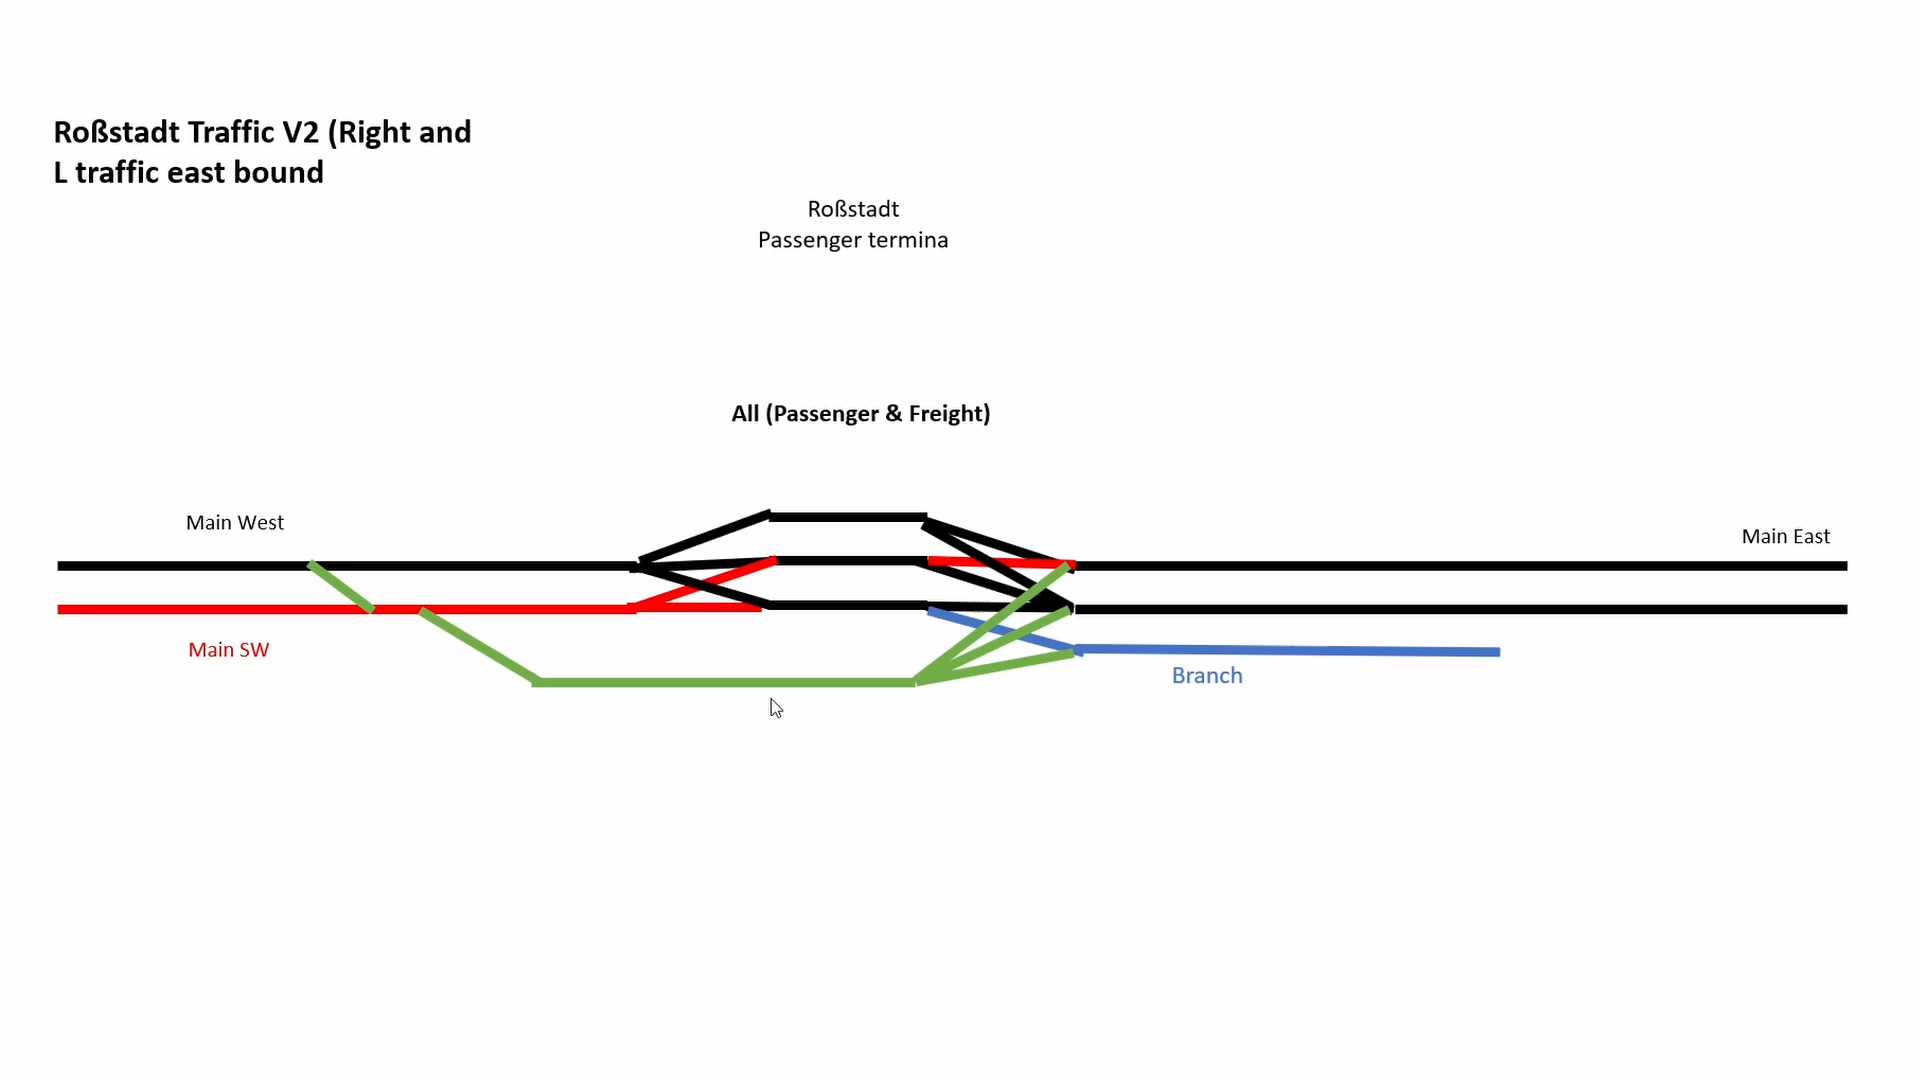 Roßstadt Traffic V2 (Right and
L traffic east bound
Roßstadt
Passenger termina
All (Passenger & Freight)
Main West
Main East
Main SW
Branch